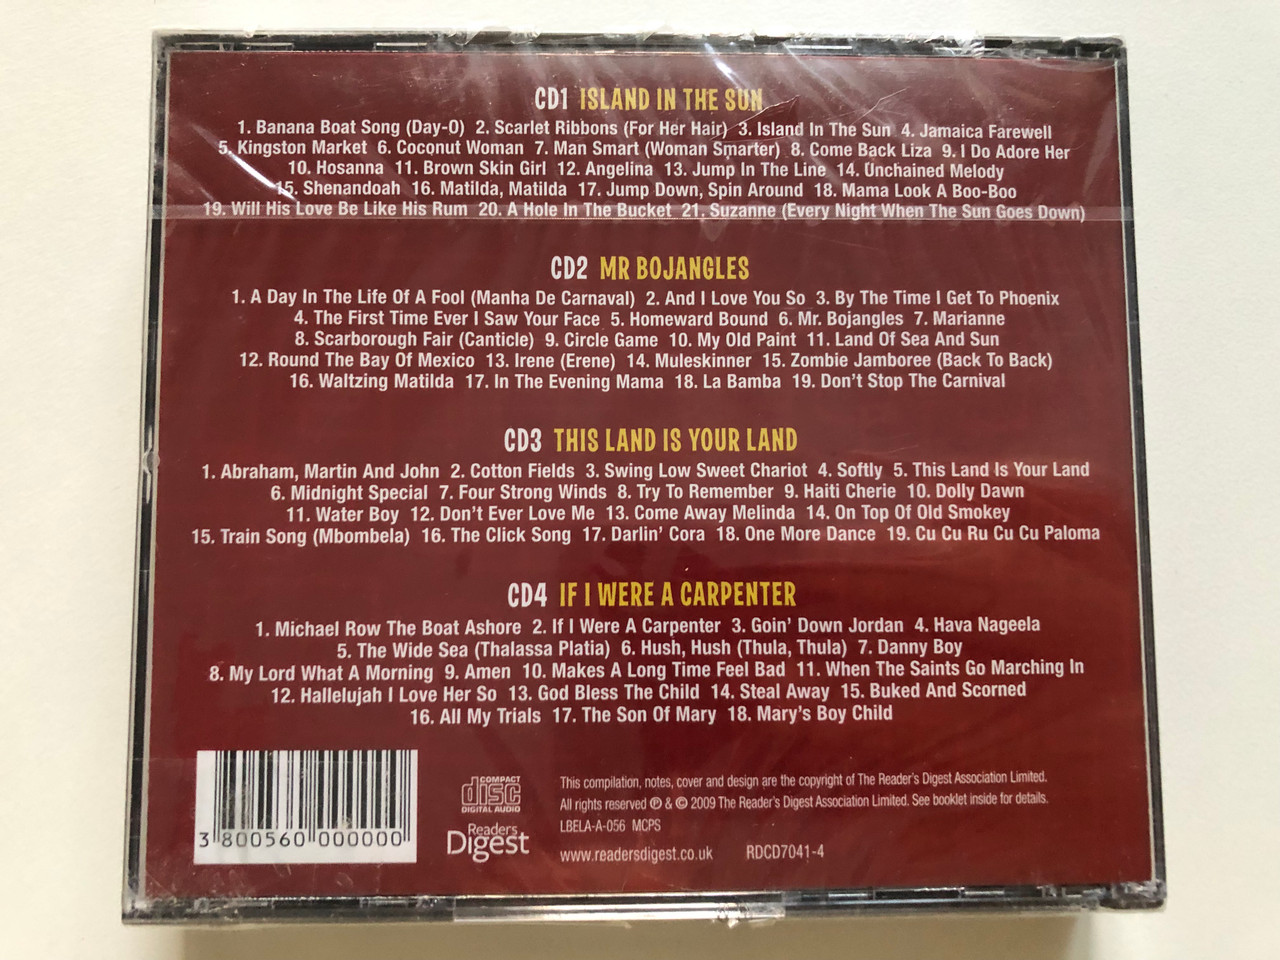 CD1 ISLAND IN THE SUN
1. Banana Boat Song (Day-O) 2. Scarlet Ribbons (For Her Hair) 3. Island In The Sun 4. Jamaica Farewell
5. Kingston Market 6. Coconut Woman 7. Man Smart (Woman Smarter) 8. Come Back Liza 9. I Do Adore Her
10. Hosanna 11. Brown Skin Girl 12. Angelina 13. Jump In The Line 14. Unchained Melody
15. Shenandoah 16. Matilda, Matilda 17. Jump Down, Spin Around 18. Mama Look A Boo-Boo
19. Will His Love Be Like His Rum 20. A Hole In The Bucket 21. Suzanne (Every Night When The Sun Goes Down)
CD2 MR BOJANGLES
1. A Day In The Life Of A Fool (Manha De Carnaval) 2. And I Love You So 3. By The Time I Get To Phoenix
4. The First Time Ever I Saw Your Face 5. Homeward Bound 6. Mr. Bojangles 7. Marianne
8. Scarborough Fair (Canticle) 9. Circle Game 10. My Old Paint 11. Land Of Sea And Sun
12. Round The Bay Of Mexico 13. Irene (Erene) 14. Muleskinner 15. Zombie Jamboree (Back To Back)
16. Waltzing Matilda 17. In The Evening Mama 18. La Bamba 19. Don't Stop The Carnival
CD3 THIS LAND IS YOUR LAND
1. Abraham, Martin And John 2. Cotton Fields 3. Swing Low Sweet Chariot 4. Softly 5. This Land Is Your Land
6. Midnight Special 7. Four Strong Winds 8. Try To Remember 9. Haiti Cherie 10. Dolly Dawn
11. Water Boy 12. Don't Ever Love Me 13. Come Away Melinda 14. On Top Of Old Smokey
15. Train Song (Mbombela) 16. The Click Song 17. Darlin' Cora 18. One More Dance 19. Cu Cu Ru Cu Cu Paloma
CD4 IF I WERE A CARPENTER
1. Michael Row The Boat Ashore 2. If I Were A Carpenter 3. Goin' Down Jordan 4. Hava Nageela
5. The Wide Sea (Thalassa Platia) 6. Hush, Hush (Thula, Thula) 7. Danny Boy
8. My Lord What A Morning 9. Amen 10. Makes A Long Time Feel Bad 11. When The Saints Go Marching In
12. Hallelujah I Love Her So 13. God Bless The Child 14. Steal Away 15. Buked And Scorned
16. All My Trials 17. The Son Of Mary 18. Mary's Boy Child
3 800560 000000
COMPACT
disc
DIGITAL AUDIO
Readers
Digest
This compilation, notes, cover and design are the copyright of The Reader's Digest Association Limited.
All rights reserved ℗ & © 2009 The Reader's Digest Association Limited. See booklet inside for details.
LBELA-A-056 MCPS
www.readersdigest.co.uk RDCD7041-4